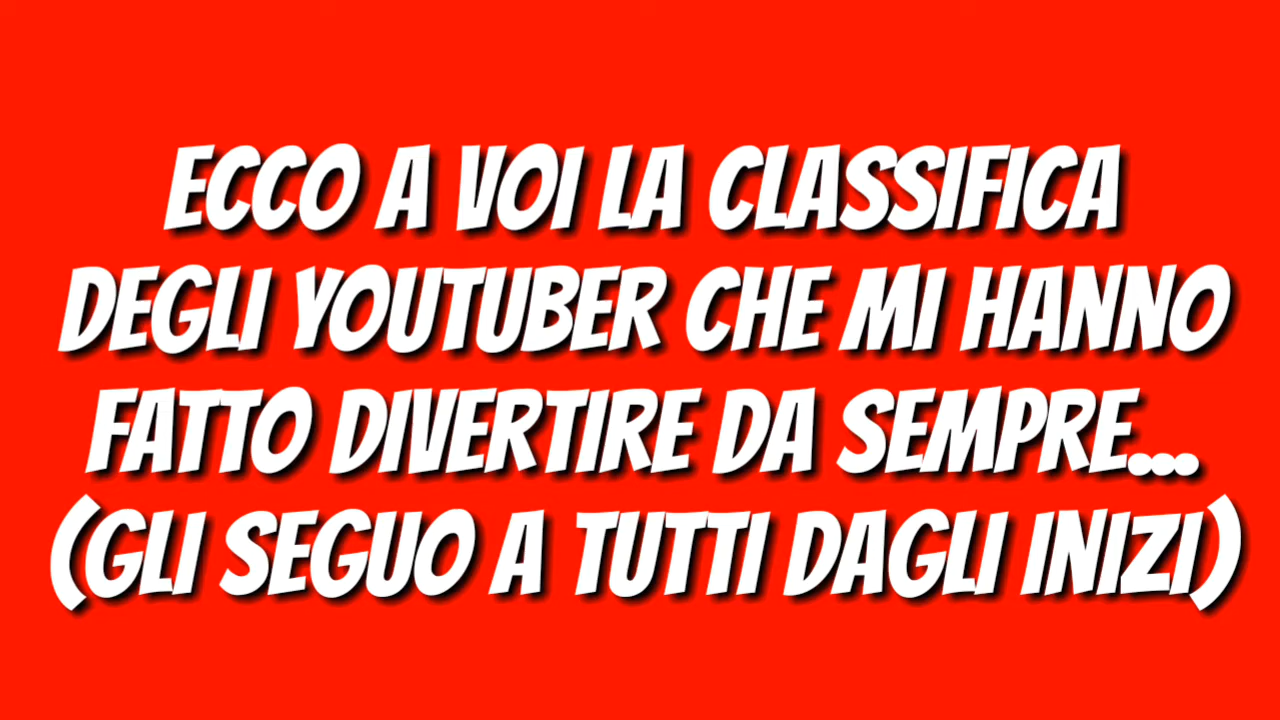 ECCO A VOI LA CLASSIFICA
DEGLI YOUTUBER CHE MI HANNO
FATTO DIVERTIRE DA SEMPRE...
(GLI SEGUO A TUTTI DAGLI INIZI)